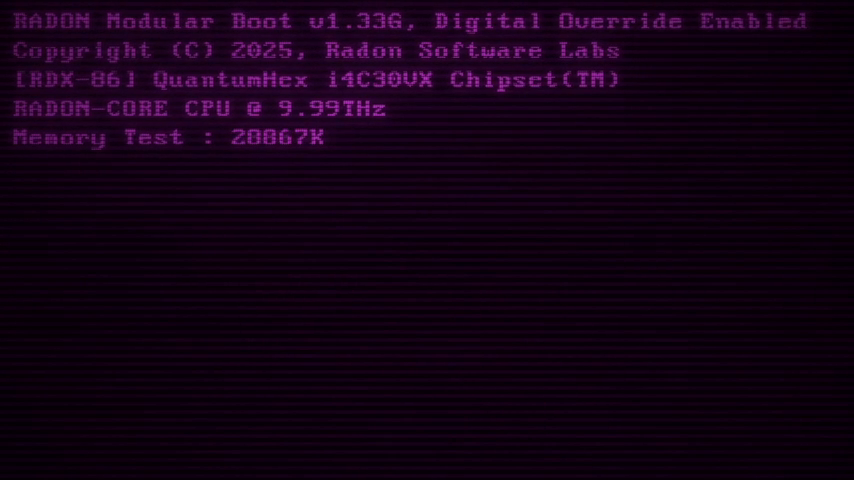 RADON Modular Boot v1.33G, Digital Override Enabled
Copyright (C) 2025, Radon Software Labs
[RDX-86] QuantumHex i4C30VX Chipset(TM)
RADON-CORE CPU @ 9.99THz
Memory Test : 20867K